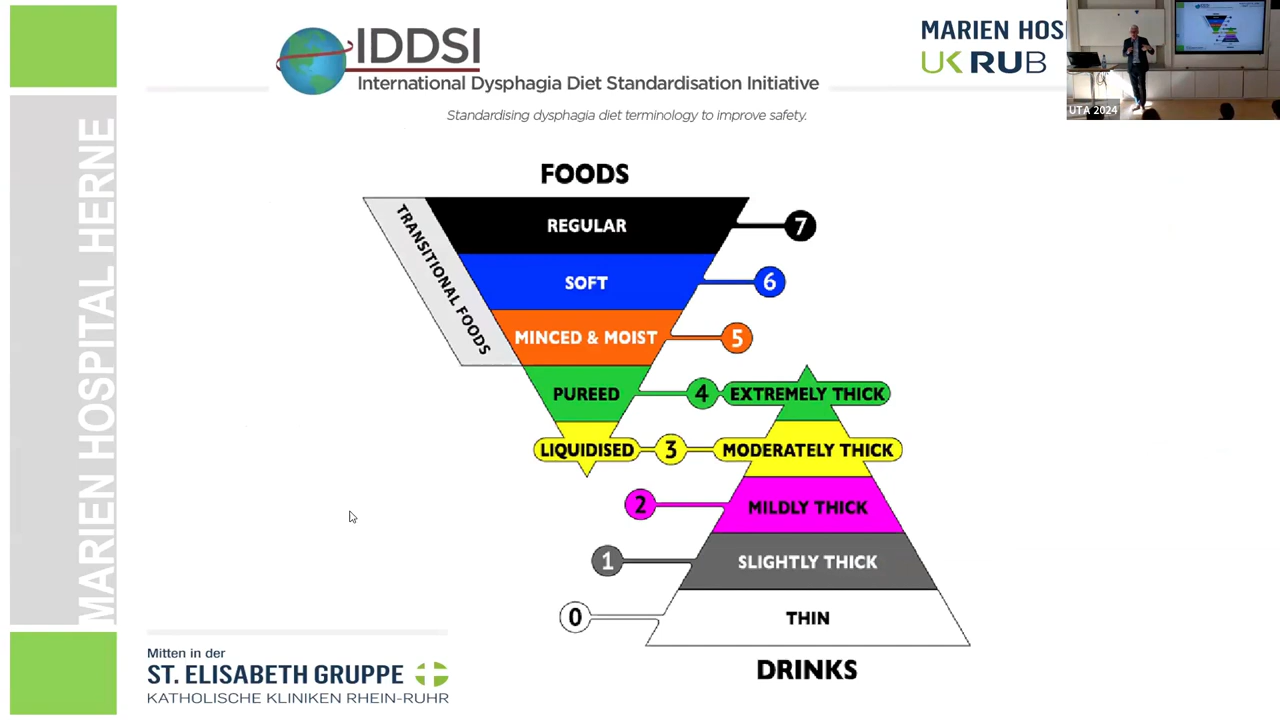 IDDSI
International Dysphagia Diet Standardisation Initiative
Standardising dysphagia diet terminology to improve safety.
MARIEN HOS
UK RUB
UTA 2024
MARIEN HOSPITAL HERNE
FOODS
TRANSITIONAL FOODS
REGULAR
7
SOFT
6
MINCED & MOIST
5
PUREED
4
EXTREMELY THICK
LIQUIDISED
3
MODERATELY THICK
2
MILDLY THICK
1
SLIGHTLY THICK
0
THIN
DRINKS
Mitten in der
ST. ELISABETH GRUPPE
KATHOLISCHE KLINIKEN RHEIN-RUHR